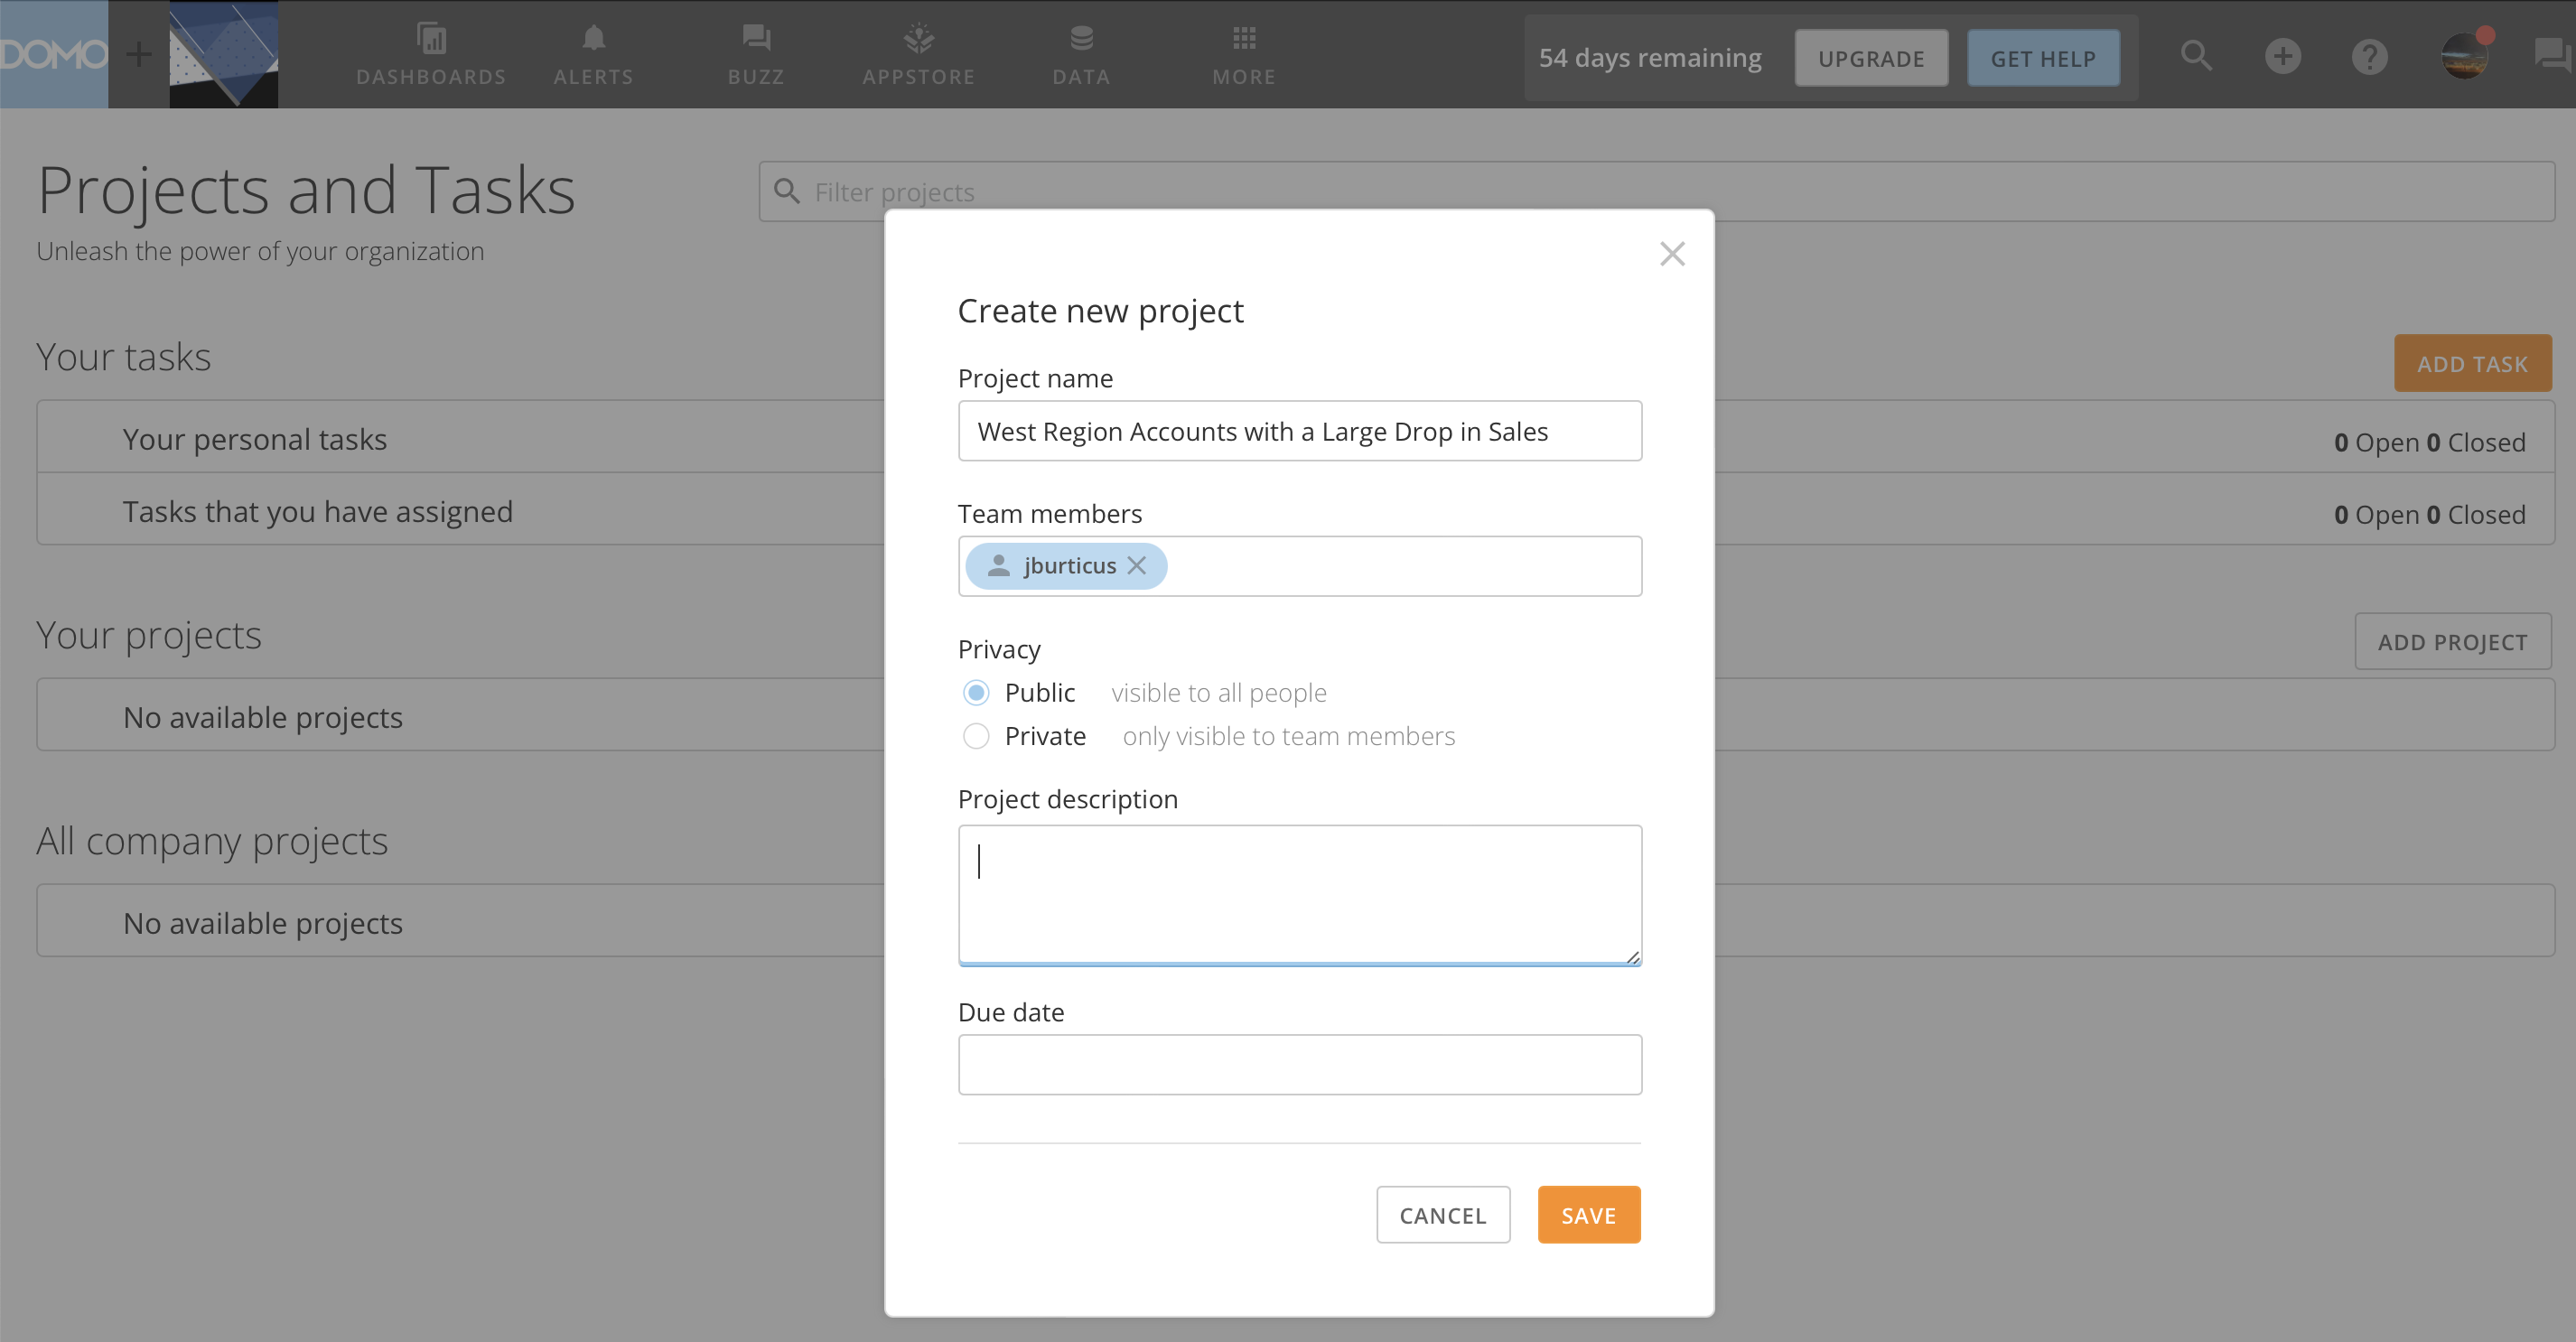 DOMO
DASHBOARDS
ALERTS
BUZZ
APPSTORE
DATA
MORE
54 days remaining
UPGRADE
GET HELP
Projects and Tasks
Unleash the power of your organization
Filter projects
Your tasks
ADD TASK
Your personal tasks
0 Open 0 Closed
Tasks that you have assigned
0 Open 0 Closed
Your projects
ADD PROJECT
No available projects
All company projects
No available projects
Create new project
Project name
West Region Accounts with a Large Drop in Sales
Team members
jburticus
Privacy
Public visible to all people
Private only visible to team members
Project description
Due date
CANCEL
SAVE